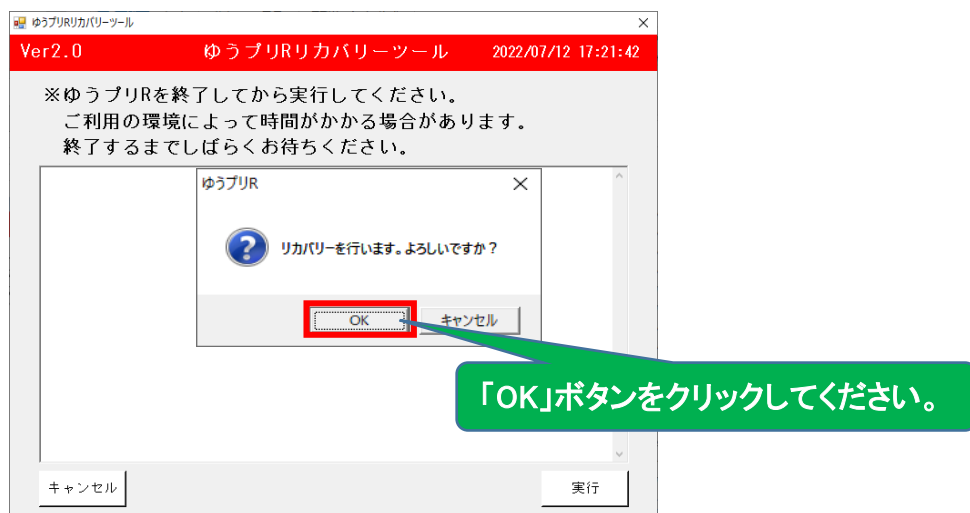 ゆうプリRリカバリーツール
Ver2.0 ゆうプリRリカバリーツール 2022/07/12 17:21:42
※ゆうプリRを終了してから実行してください。
ご利用の環境によって時間がかかる場合があります。
終了するまでしばらくお待ちください。
ゆうプリR
リカバリーを行います。よろしいですか?
OK キャンセル
「OK」ボタンをクリックしてください。
キャンセル 実行